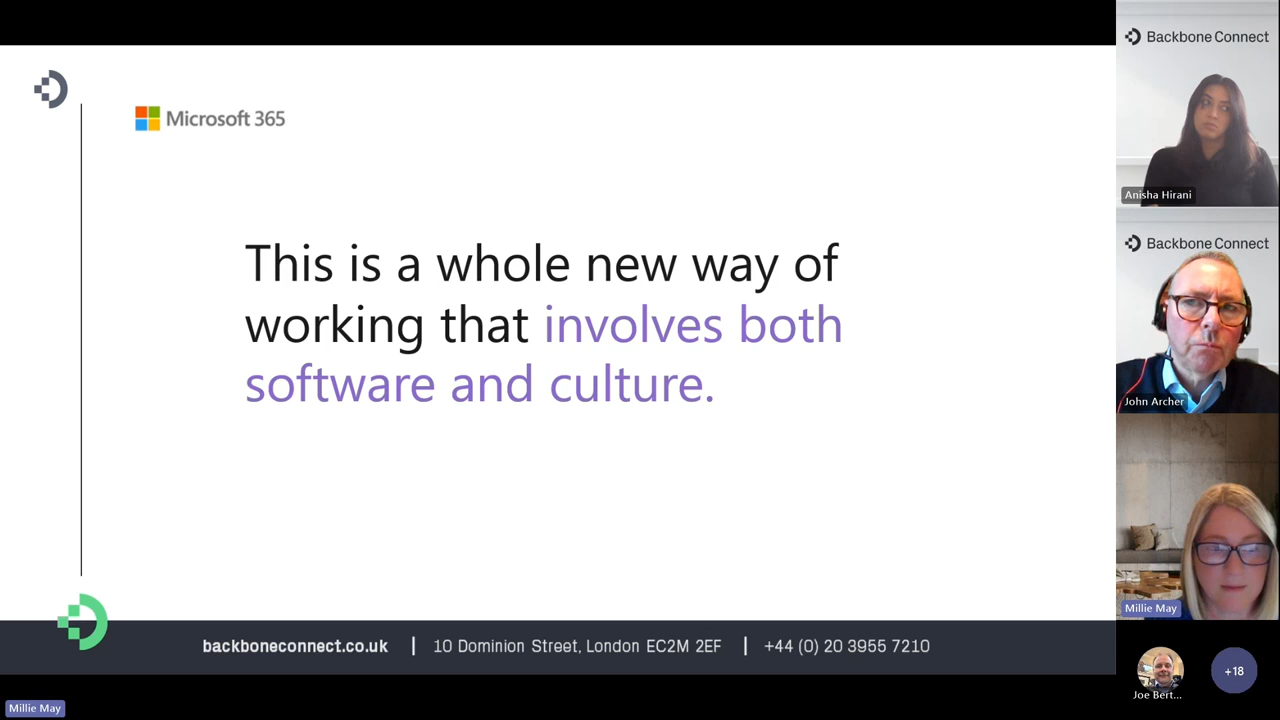 Microsoft 365
This is a whole new way of
working that involves both
software and culture.
backboneconnect.co.uk | 10 Dominion Street, London EC2M 2EF | +44 (0) 20 3955 7210
Millie May
Backbone Connect
Anisha Hirani
Backbone Connect
John Archer
Millie May
Joe Bert...
+18